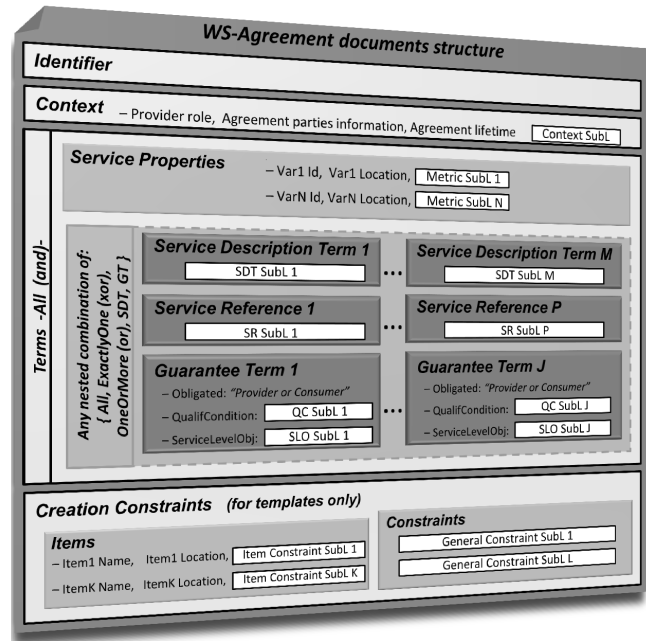 WS-Agreement documents structure
Identifier
Context – Provider role, Agreement parties information, Agreement lifetime Context SubL
Terms -All (and)-
Service Properties
– Var1 Id, Var1 Location, Metric SubL 1
– VarN Id, VarN Location, Metric SubL N
Any nested combination of:
{ All, ExactlyOne (xor),
OneOrMore (or), SDT, GT }
Service Description Term 1 ... Service Description Term M
SDT SubL 1 SDT SubL M
Service Reference 1 Service Reference P
SR SubL 1 SR SubL P
Guarantee Term 1 ... Guarantee Term J
– Obligated: “Provider or Consumer” – Obligated: “Provider or Consumer”
– QualifCondition: QC SubL 1 – QualifCondition: QC SubL J
– ServiceLevelObj: SLO SubL 1 – ServiceLevelObj: SLO SubL J
Creation Constraints (for templates only)
Items
– Item1 Name, Item1 Location, Item Constraint SubL 1
– ItemK Name, ItemK Location, Item Constraint SubL K
Constraints
General Constraint SubL 1
General Constraint SubL L